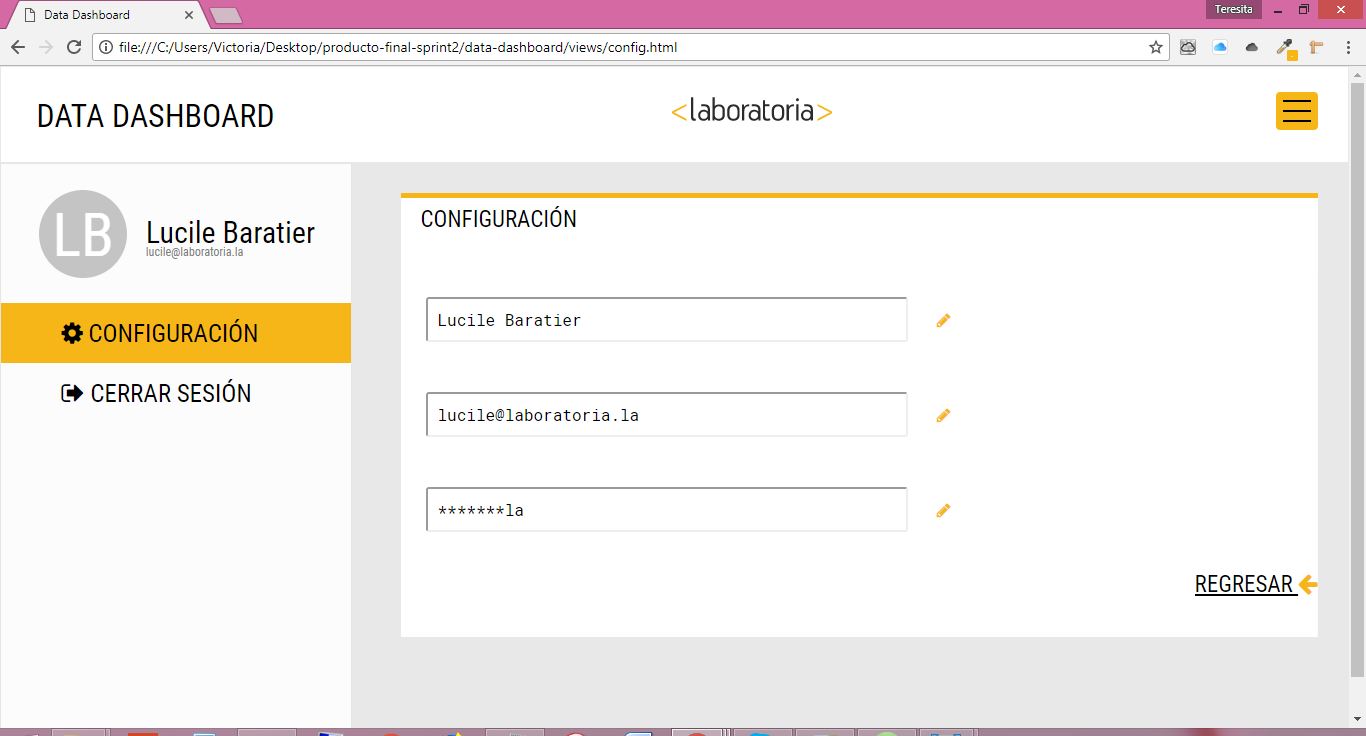 Data Dashboard
Teresita
file:///C:/Users/Victoria/Desktop/producto-final-sprint2/data-dashboard/views/config.html
DATA DASHBOARD
<laboratoria>
LB
Lucile Baratier
lucile@laboratoria.la
CONFIGURACIÓN
CERRAR SESIÓN
CONFIGURACIÓN
Lucile Baratier
lucile@laboratoria.la
*******la
REGRESAR